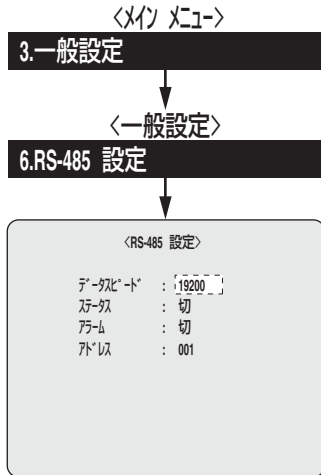 〈メイン メニュー〉
3.一般設定
〈一般設定〉
6.RS-485 設定
〈RS-485 設定〉
データスピード : 19200
ステータス : 切
アラーム : 切
アドレス : 001